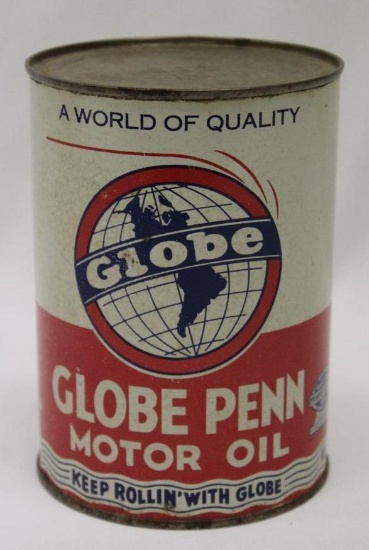 A WORLD OF QUALITY
Globe
GLOBE PENN
MOTOR OIL
KEEP ROLLIN' WITH GLOBE